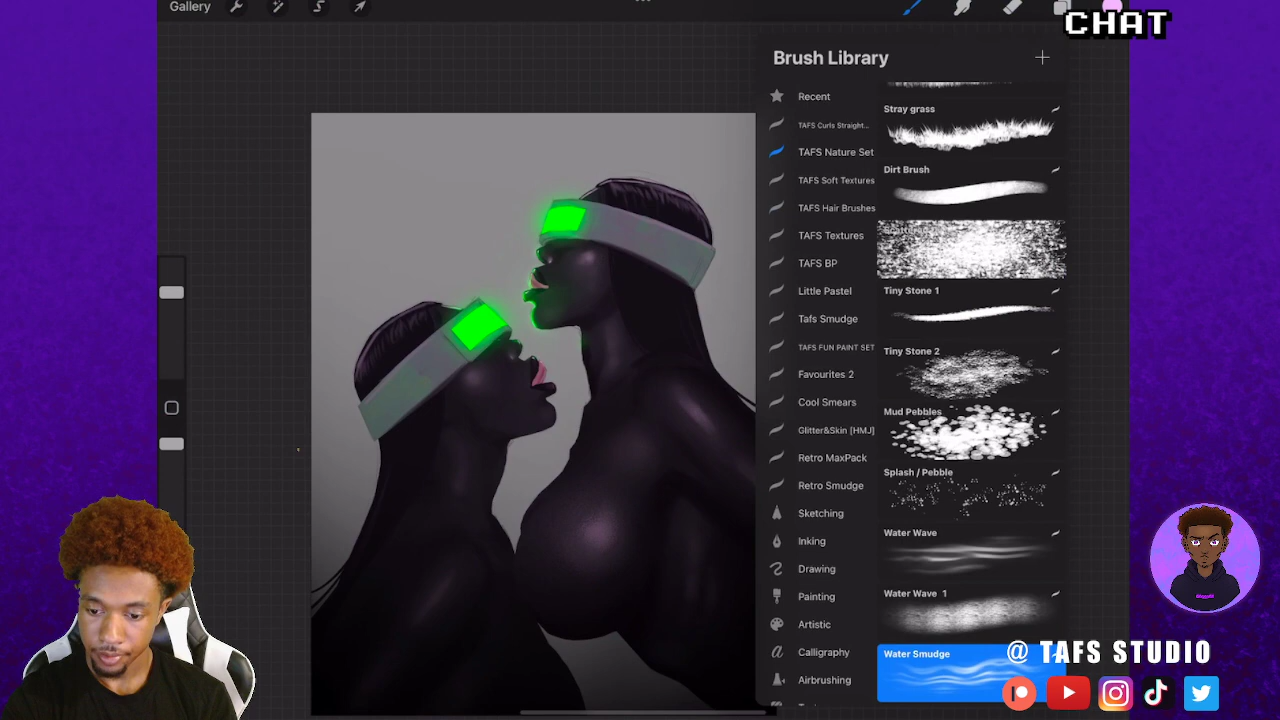 Gallery
CHAT
Brush Library
Recent
TAFS Curls Straight...
TAFS Nature Set
TAFS Soft Textures
TAFS Hair Brushes
TAFS Textures
TAFS BP
Little Pastel
Tafs Smudge
TAFS FUN PAINT SET
Favourites 2
Cool Smears
Glitter&Skin [HMJ]
Retro MaxPack
Retro Smudge
Sketching
Inking
Drawing
Painting
Artistic
Calligraphy
Airbrushing
Stray grass
Dirt Brush
Tiny Stone 1
Tiny Stone 2
Mud Pebbles
Splash / Pebble
Water Wave
Water Wave 1
Water Smudge
@ TAFS STUDIO